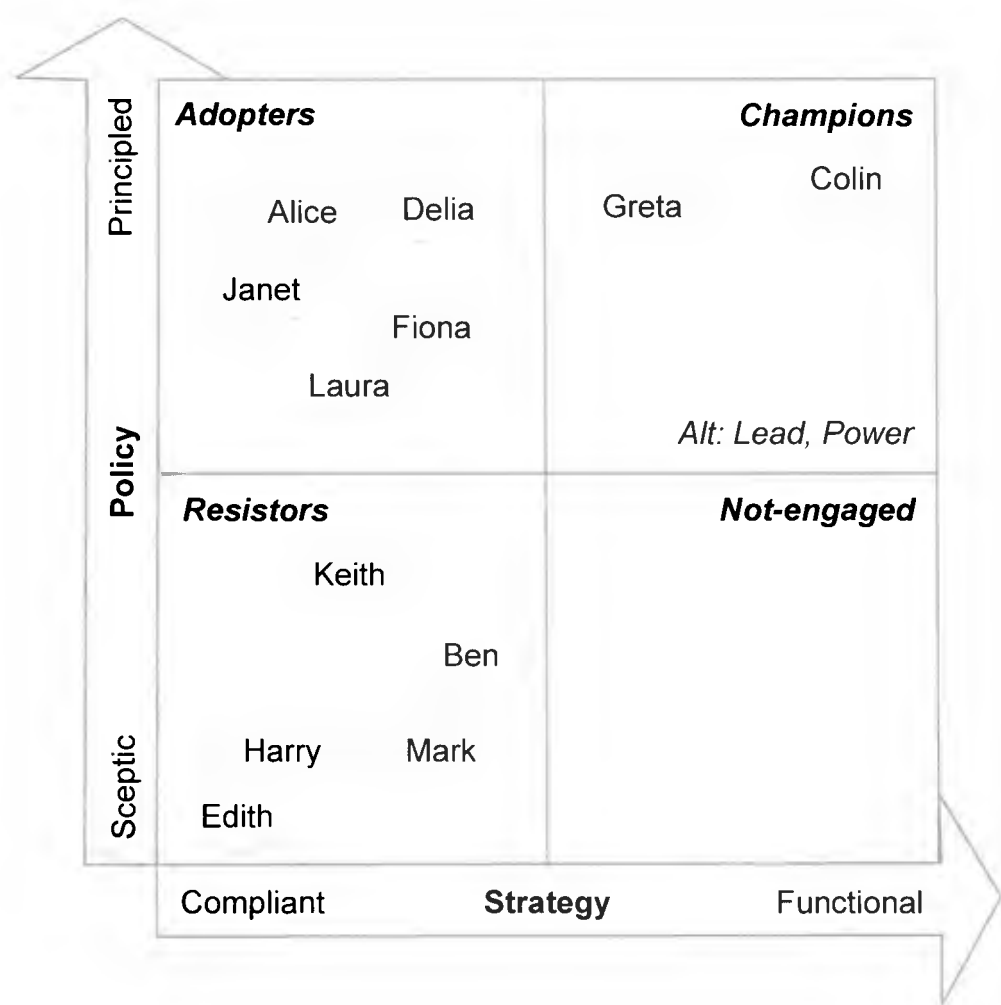 Principled
Policy
Sceptic
Adopters
Champions
Colin
Alice
Delia
Greta
Janet
Fiona
Laura
Alt: Lead, Power
Resistors
Not-engaged
Keith
Ben
Harry
Mark
Edith
Compliant
Strategy
Functional